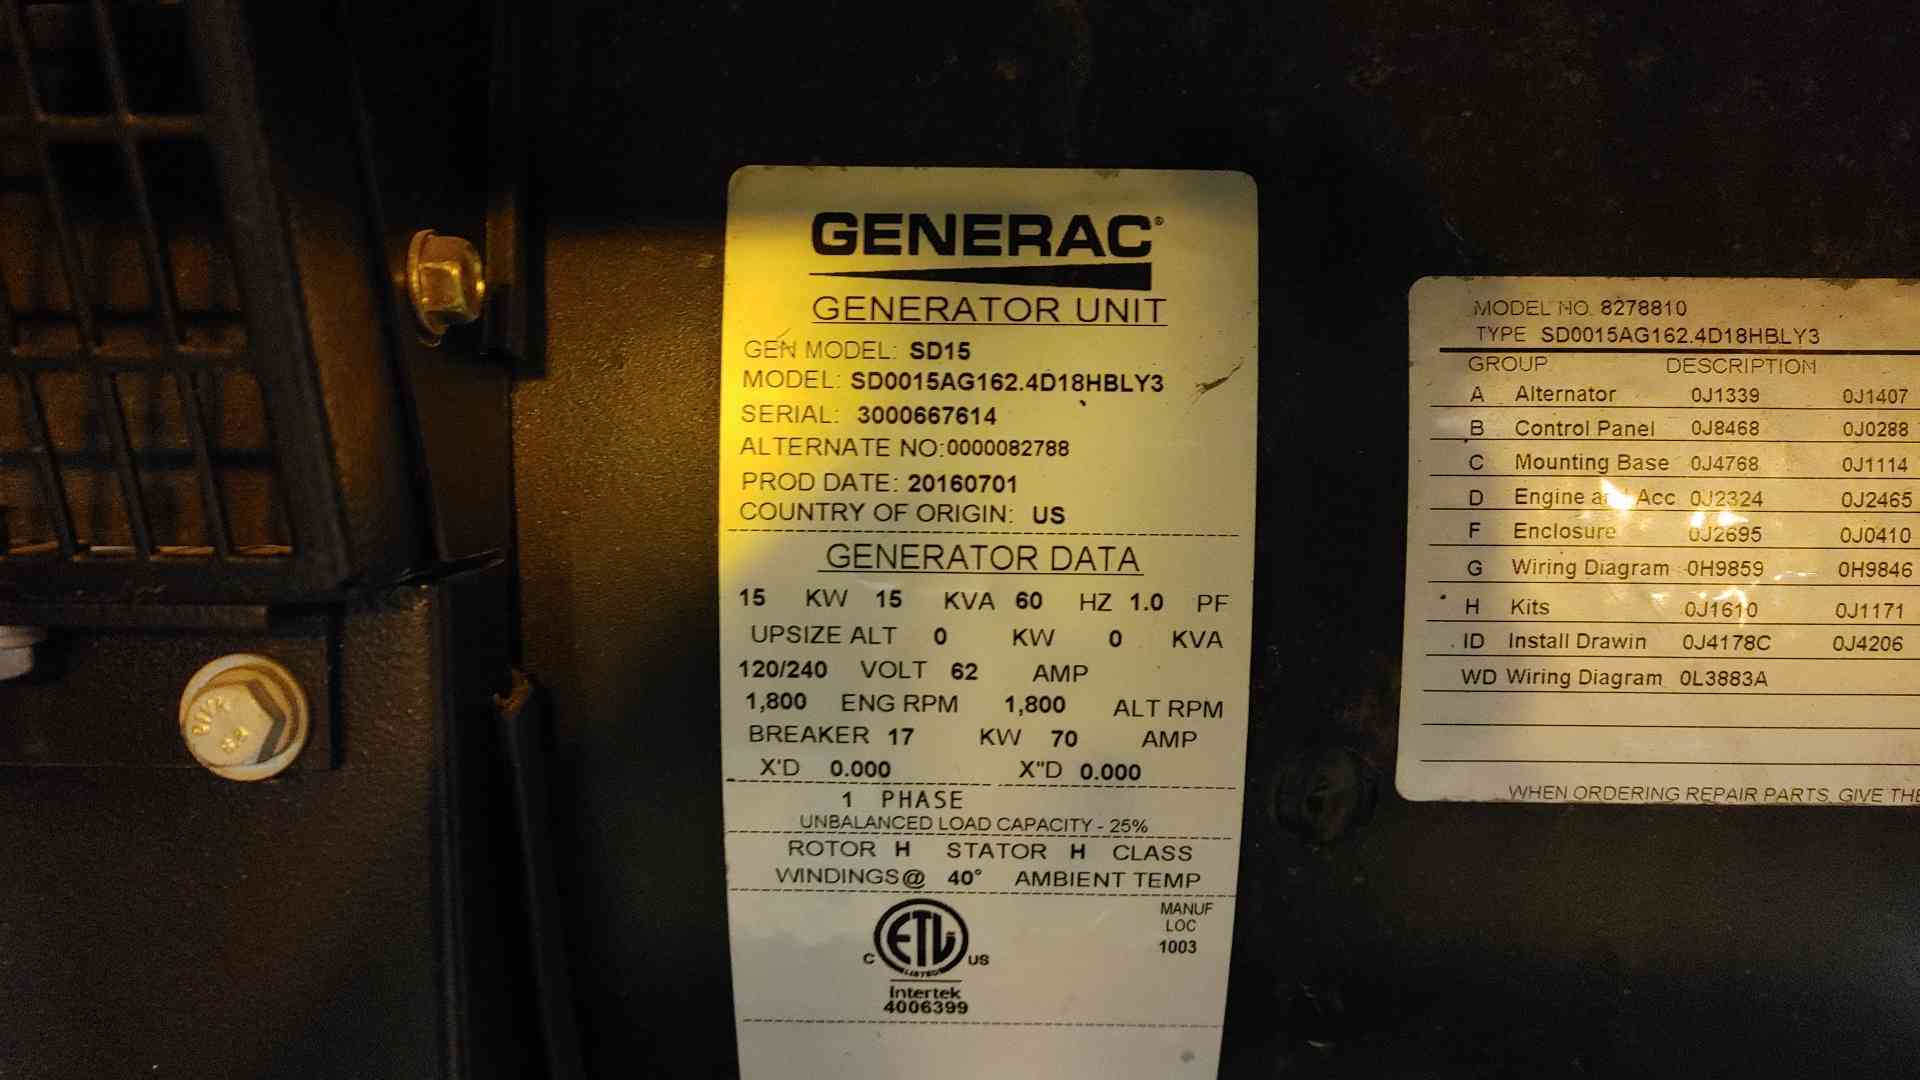 GENERAC®
GENERATOR UNIT
GEN MODEL: SD15
MODEL: SD0015AG162.4D18HBLY3
SERIAL: 3000667614
ALTERNATE NO:0000082788
PROD DATE: 20160701
COUNTRY OF ORIGIN: US
GENERATOR DATA
15 KW 15 KVA 60 HZ 1.0 PF
UPSIZE ALT 0 KW 0 KVA
120/240 VOLT 62 AMP
1,800 ENG RPM 1,800 ALT RPM
BREAKER 17 KW 70 AMP
X'D 0.000 X"D 0.000
1 PHASE
UNBALANCED LOAD CAPACITY - 25%
ROTOR H STATOR H CLASS
WINDINGS@ 40° AMBIENT TEMP
MANUF
LOC
1003
ETL
LISTED
C US
Intertek
4006399
MODEL NO. 8278810
TYPE SD0015AG162.4D18HBLY3
GROUP DESCRIPTION
A Alternator 0J1339 0J1407
B Control Panel 0J8468 0J0288
C Mounting Base 0J4768 0J1114
D Engine and Acc 0J2324 0J2465
F Enclosure 0J2695 0J0410
G Wiring Diagram 0H9859 0H9846
H Kits 0J1610 0J1171
ID Install Drawin 0J4178C 0J4206
WD Wiring Diagram 0L3883A
WHEN ORDERING REPAIR PARTS, GIVE THE